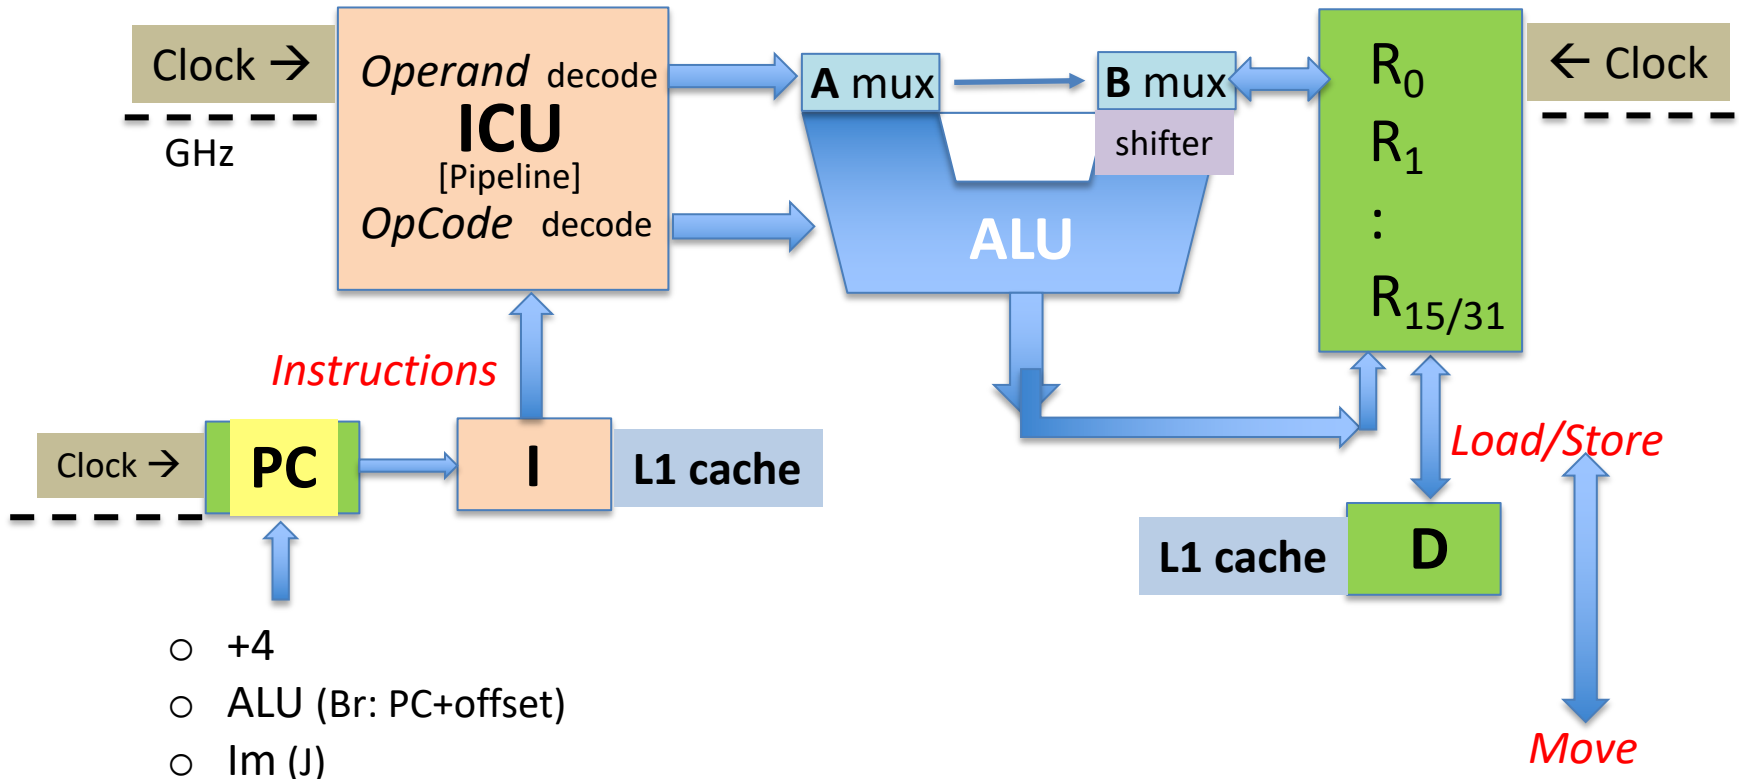 Clock →
GHz
Operand decode
ICU
[Pipeline]
OpCode decode
A mux
B mux
shifter
ALU
R0
R1
:
R15/31
← Clock
Instructions
Clock →
PC
I
L1 cache
Load/Store
L1 cache
D
Move
○ +4
○ ALU (Br: PC+offset)
○ Im (J)